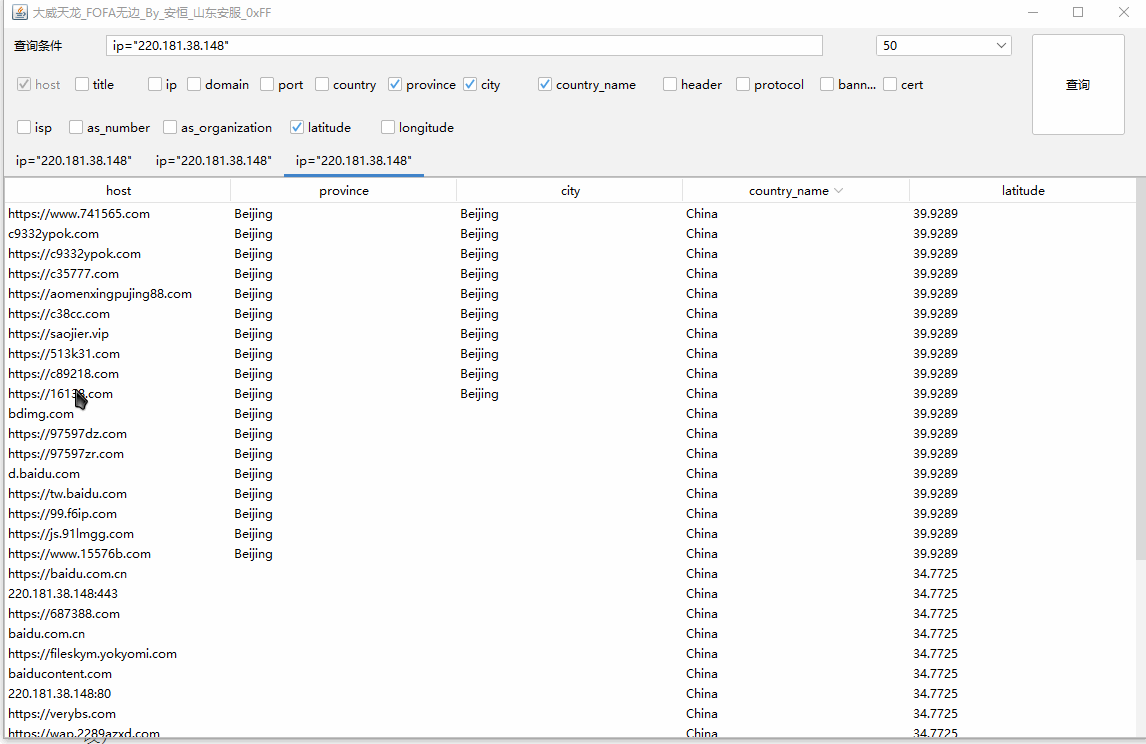 大威天龙_FOFA无边_By_安恒_山东安服_0xFF
查询条件 ip="220.181.38.148" 50 查询
host title ip domain port country province city country_name header protocol bann... cert
isp as_number as_organization latitude longitude
ip="220.181.38.148" ip="220.181.38.148" ip="220.181.38.148"
host province city country_name latitude
https://www.741565.com Beijing Beijing China 39.9289
c9332ypok.com Beijing Beijing China 39.9289
https://c9332ypok.com Beijing Beijing China 39.9289
https://c35777.com Beijing Beijing China 39.9289
https://aomenxingpujing88.com Beijing Beijing China 39.9289
https://c38cc.com Beijing Beijing China 39.9289
https://saojier.vip Beijing Beijing China 39.9289
https://513k31.com Beijing Beijing China 39.9289
https://c89218.com Beijing Beijing China 39.9289
Beijing Beijing China 39.9289
bdimg.com Beijing China 39.9289
https://97597dz.com Beijing China 39.9289
https://97597zr.com Beijing China 39.9289
d.baidu.com Beijing China 39.9289
https://tw.baidu.com Beijing China 39.9289
https://99.f6ip.com Beijing China 39.9289
https://js.91lmgg.com Beijing China 39.9289
https://www.15576b.com Beijing China 39.9289
https://baidu.com.cn China 34.7725
220.181.38.148:443 China 34.7725
https://687388.com China 34.7725
baidu.com.cn China 34.7725
https://fileskym.yokyomi.com China 34.7725
baiducontent.com China 34.7725
220.181.38.148:80 China 34.7725
https://verybs.com China 34.7725
https://wap.2289azxd.com China 34.7725